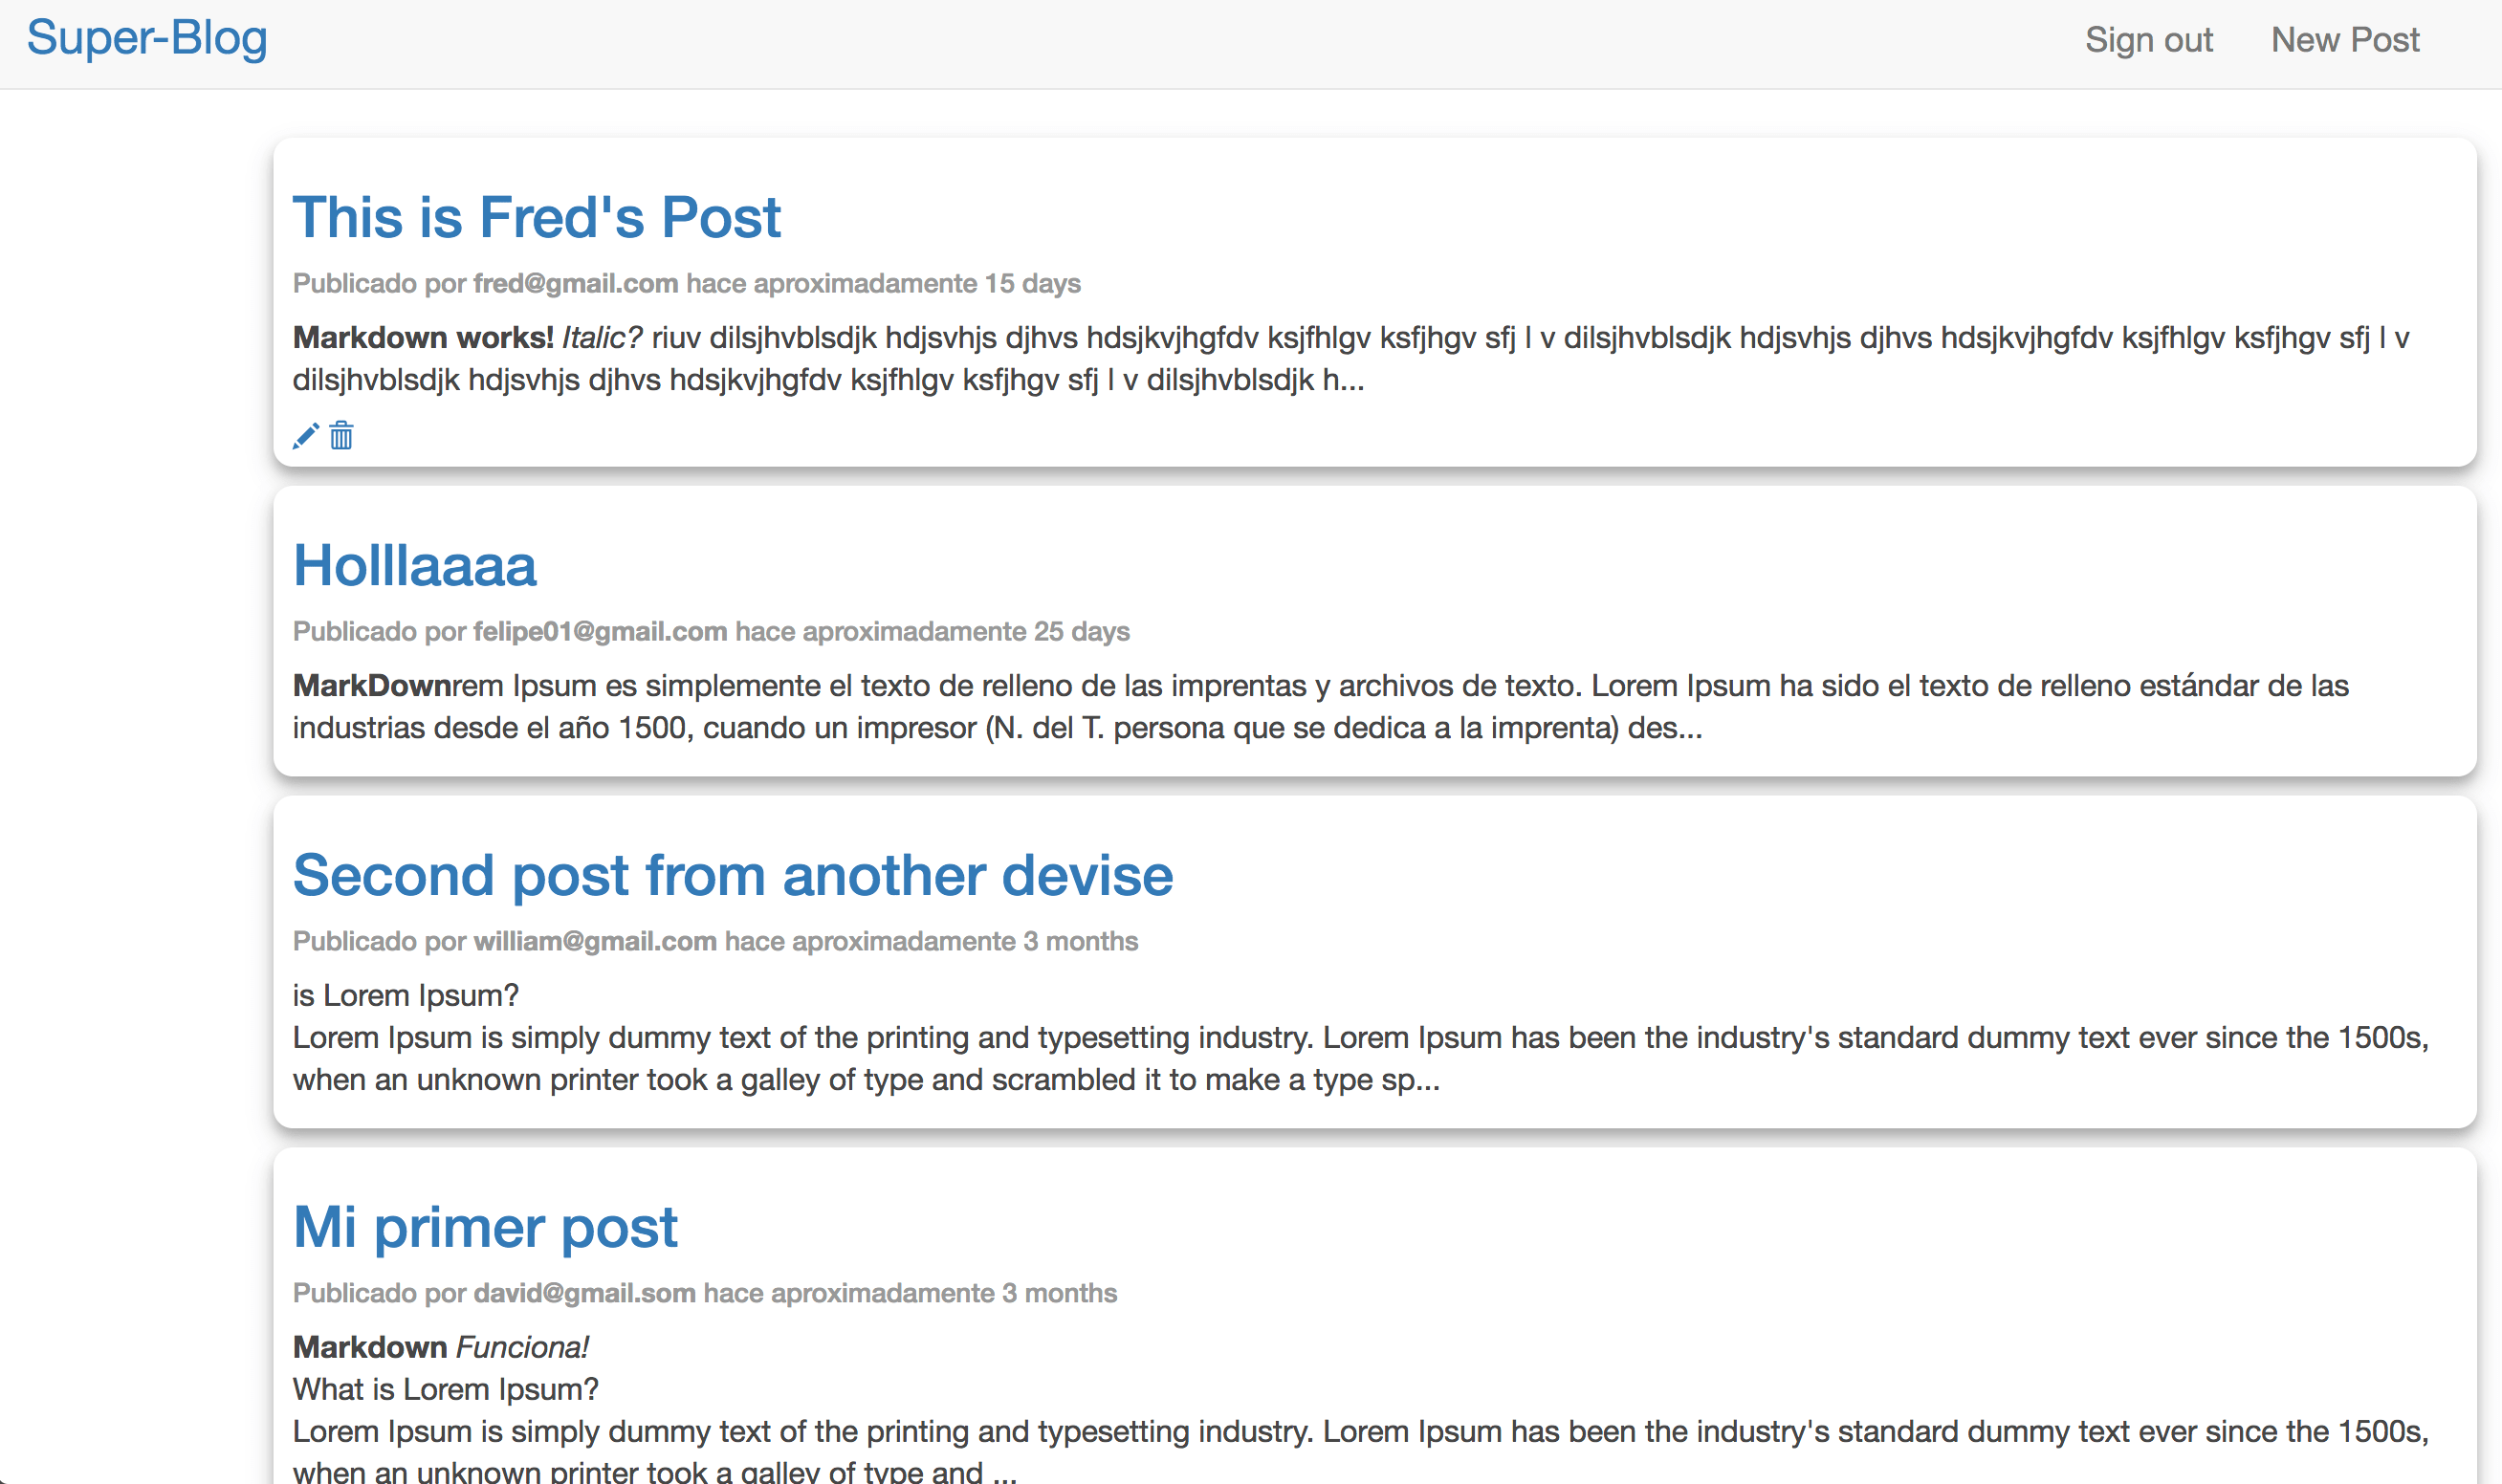 Super-Blog
Sign out
New Post
This is Fred's Post
Publicado por fred@gmail.com hace aproximadamente 15 days
Markdown works! Italic? riuv dilsjhvblsdjk hdjsvhjs djhvs hdsjkvjhgfdv ksjfhlgv ksfjhgv sfj l v dilsjhvblsdjk hdjsvhjs djhvs hdsjkvjhgfdv ksjfhlgv ksfjhgv sfj l v
dilsjhvblsdjk hdjsvhjs djhvs hdsjkvjhgfdv ksjfhlgv ksfjhgv sfj l v dilsjhvblsdjk h...
Holllaaaa
Publicado por felipe01@gmail.com hace aproximadamente 25 days
MarkDownrem Ipsum es simplemente el texto de relleno de las imprentas y archivos de texto. Lorem Ipsum ha sido el texto de relleno estándar de las
industrias desde el año 1500, cuando un impresor (N. del T. persona que se dedica a la imprenta) des...
Second post from another devise
Publicado por william@gmail.com hace aproximadamente 3 months
is Lorem Ipsum?
Lorem Ipsum is simply dummy text of the printing and typesetting industry. Lorem Ipsum has been the industry's standard dummy text ever since the 1500s,
when an unknown printer took a galley of type and scrambled it to make a type sp...
Mi primer post
Publicado por david@gmail.som hace aproximadamente 3 months
Markdown Funciona!
What is Lorem Ipsum?
Lorem Ipsum is simply dummy text of the printing and typesetting industry. Lorem Ipsum has been the industry's standard dummy text ever since the 1500s,
when an unknown printer took a galley of type and ...